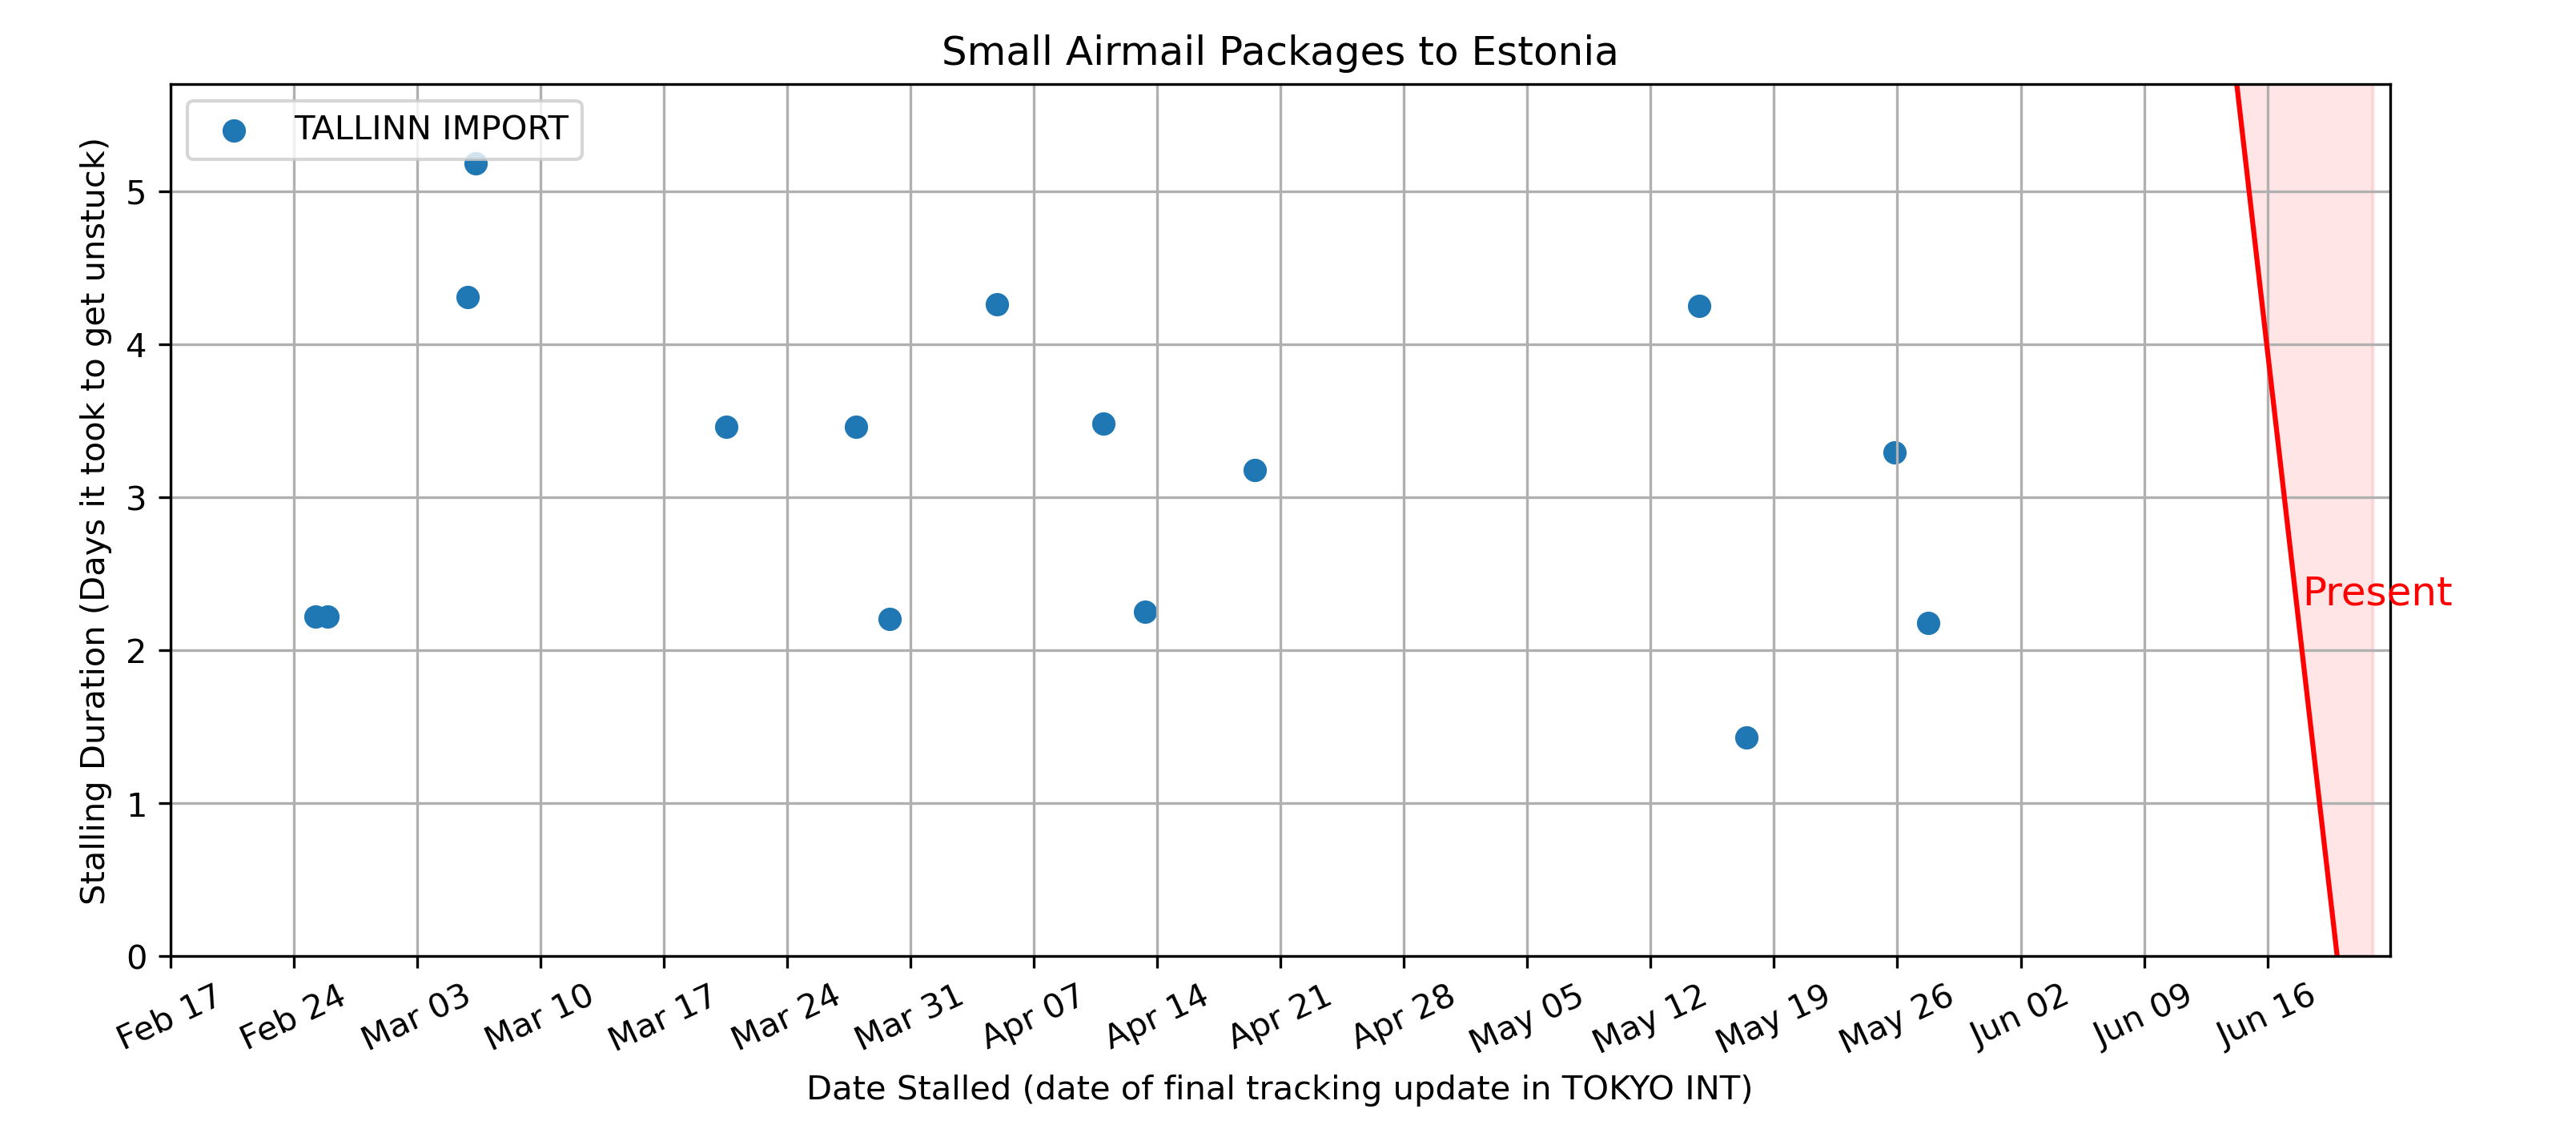 Small Airmail Packages to Estonia
TALLINN IMPORT
Stalling Duration (Days it took to get unstuck)
5
4
3
2
1
0
Present
Feb 17
Feb 24
Mar 03
Mar 10
Mar 17
Mar 24
Mar 31
Apr 07
Apr 14
Apr 21
Apr 28
May 05
May 12
May 19
May 26
Jun 02
Jun 09
Jun 16
Date Stalled (date of final tracking update in TOKYO INT)